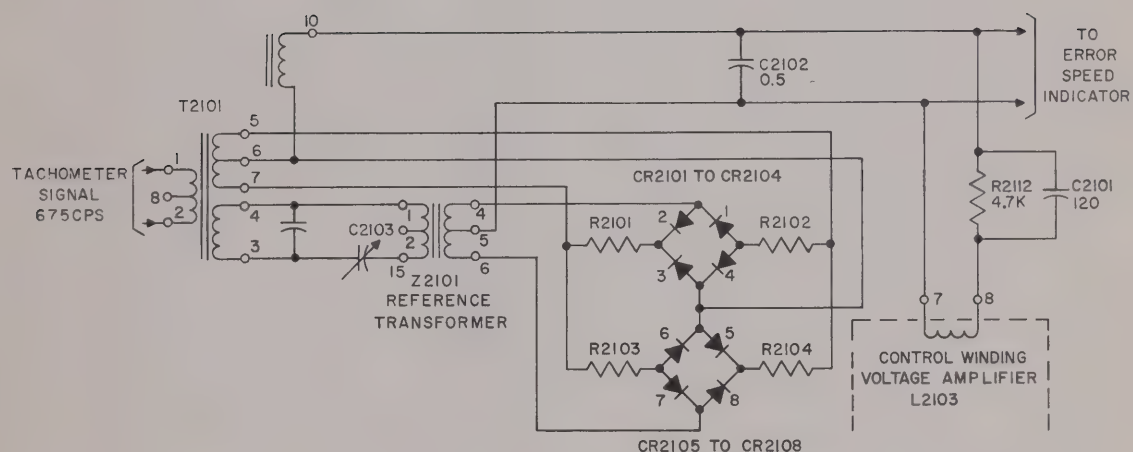 10
C2102
0.5
TO
ERROR
SPEED
INDICATOR
T2101
5
6
7
TACHOMETER
SIGNAL
675CPS
1
8
2
4
3
C2103
1
2
15
4
5
6
Z2101
REFERENCE
TRANSFORMER
CR2101 TO CR2104
R2101
2
1
R2102
3
4
R2112
4.7K
C2101
120
R2103
6
5
R2104
7
8
CR2105 TO CR2108
7
8
CONTROL WINDING
VOLTAGE AMPLIFIER
L2103